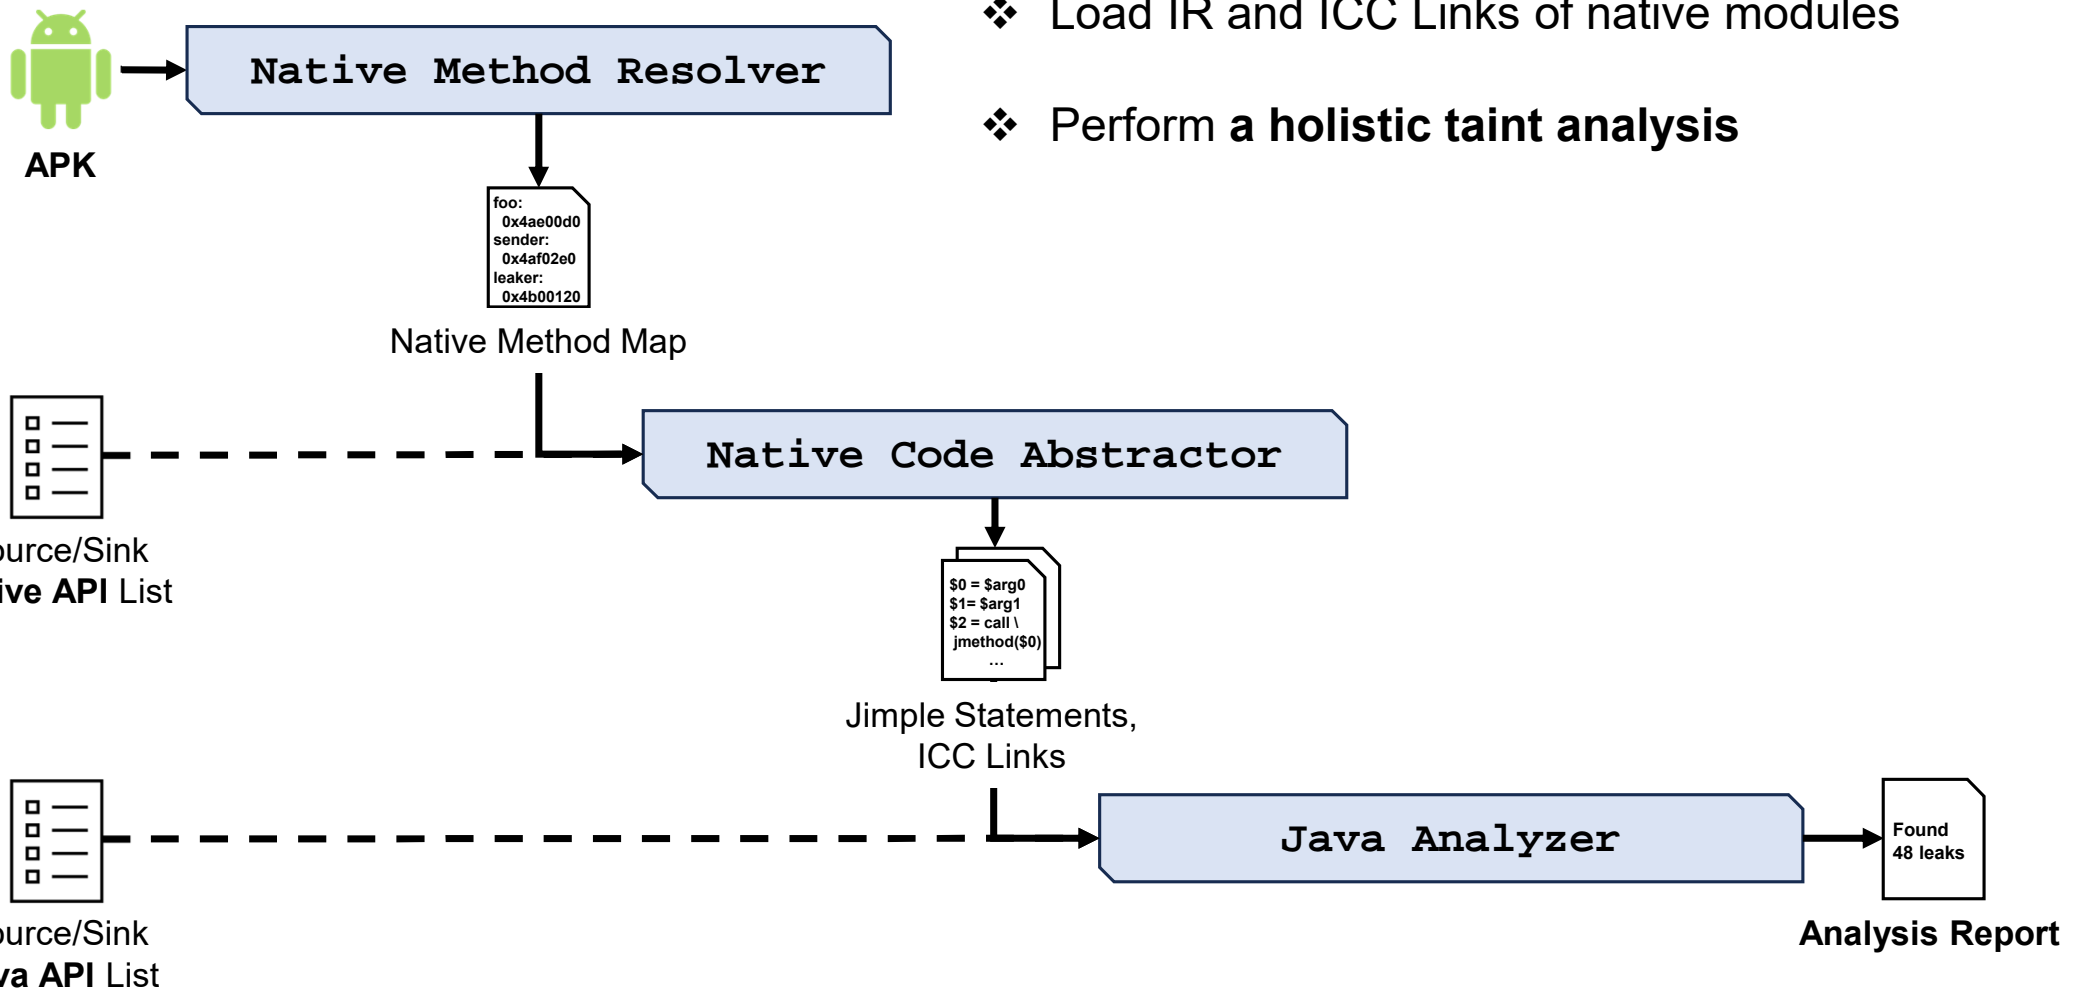 ❖ Load IR and ICC Links of native modules
Native Method Resolver
❖ Perform a holistic taint analysis
APK
foo:
0x4ae00d0
sender:
0x4af02e0
leaker:
0x4b00120
Native Method Map
Native Code Abstractor
ource/Sink
ive API List
$0 = $arg0
$1= $arg1
$2 = call \
jmethod($0)
...
Jimple Statements,
ICC Links
Java Analyzer
Found
48 leaks
ource/Sink
va API List
Analysis Report